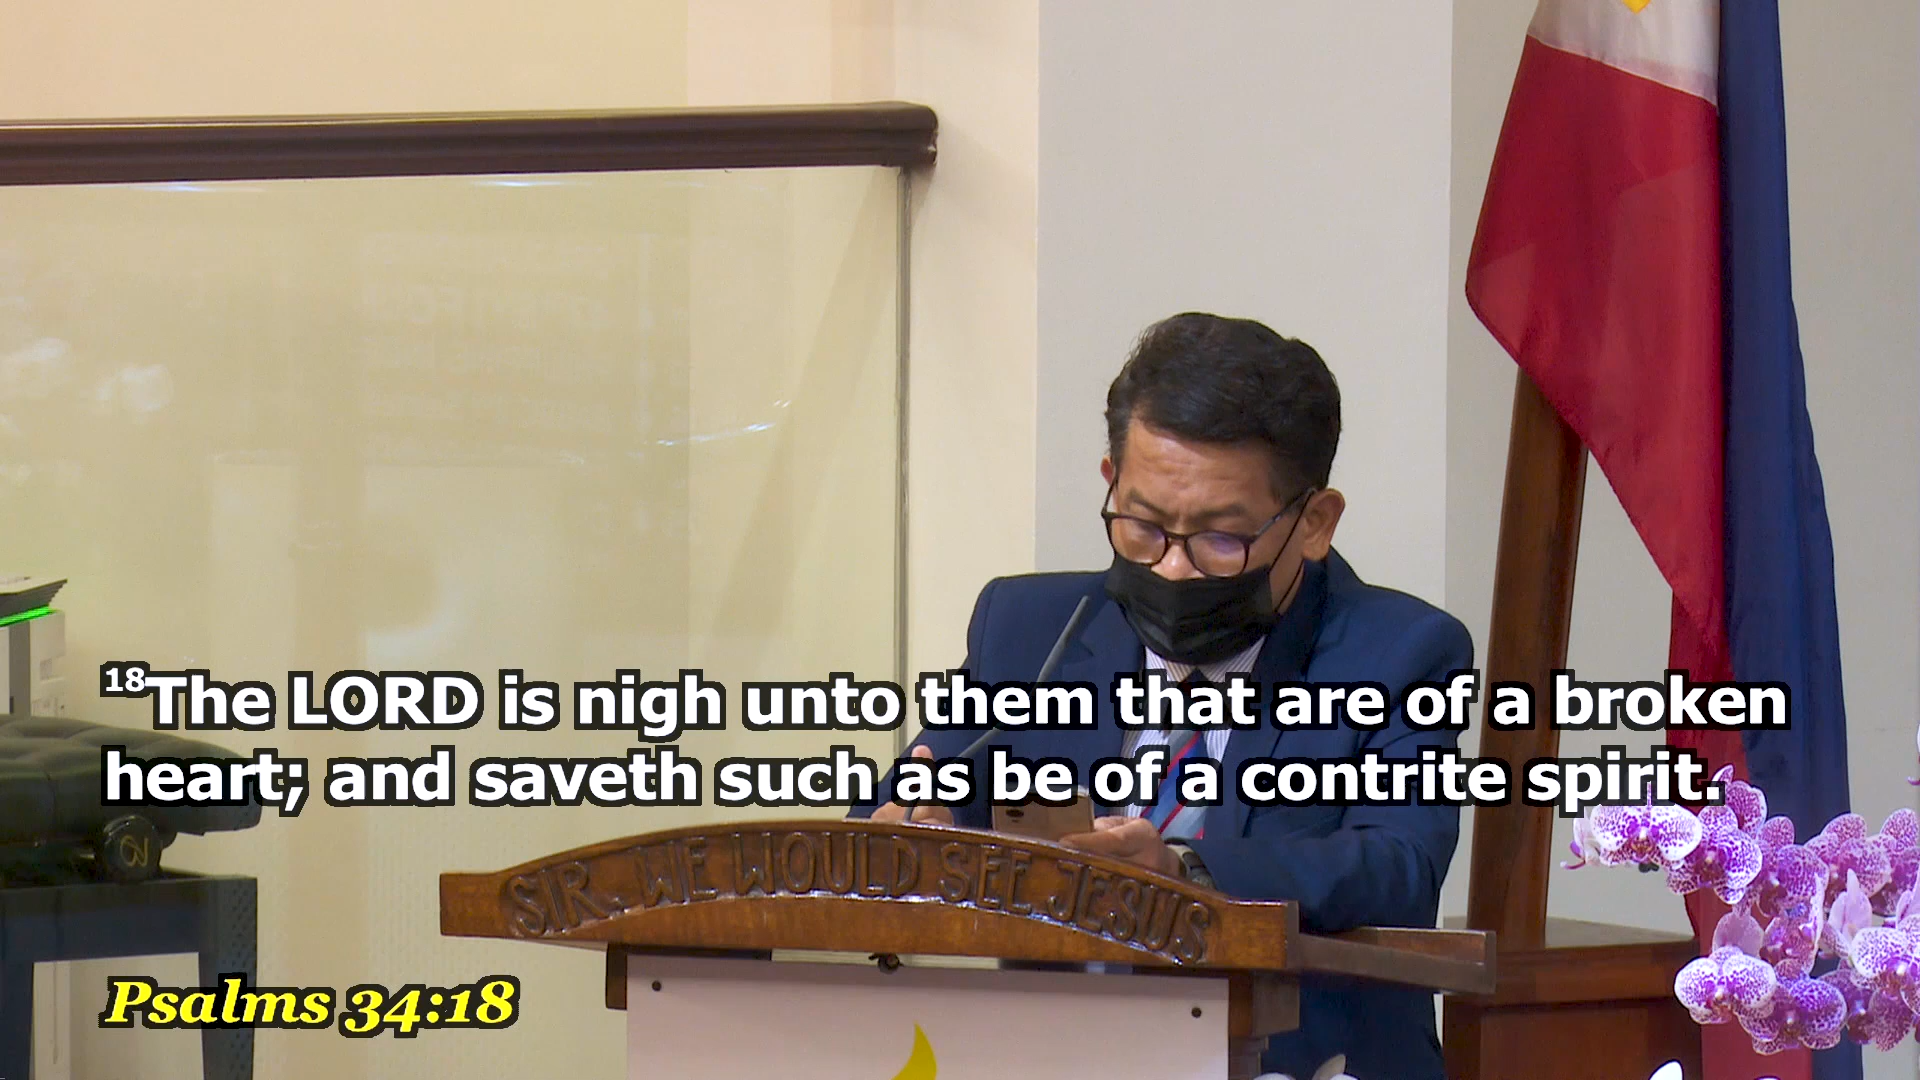 18The LORD is nigh unto them that are of a broken
heart; and saveth such as be of a contrite spirit.
SIR, WE WOULD SEE JESUS
Psalms 34:18